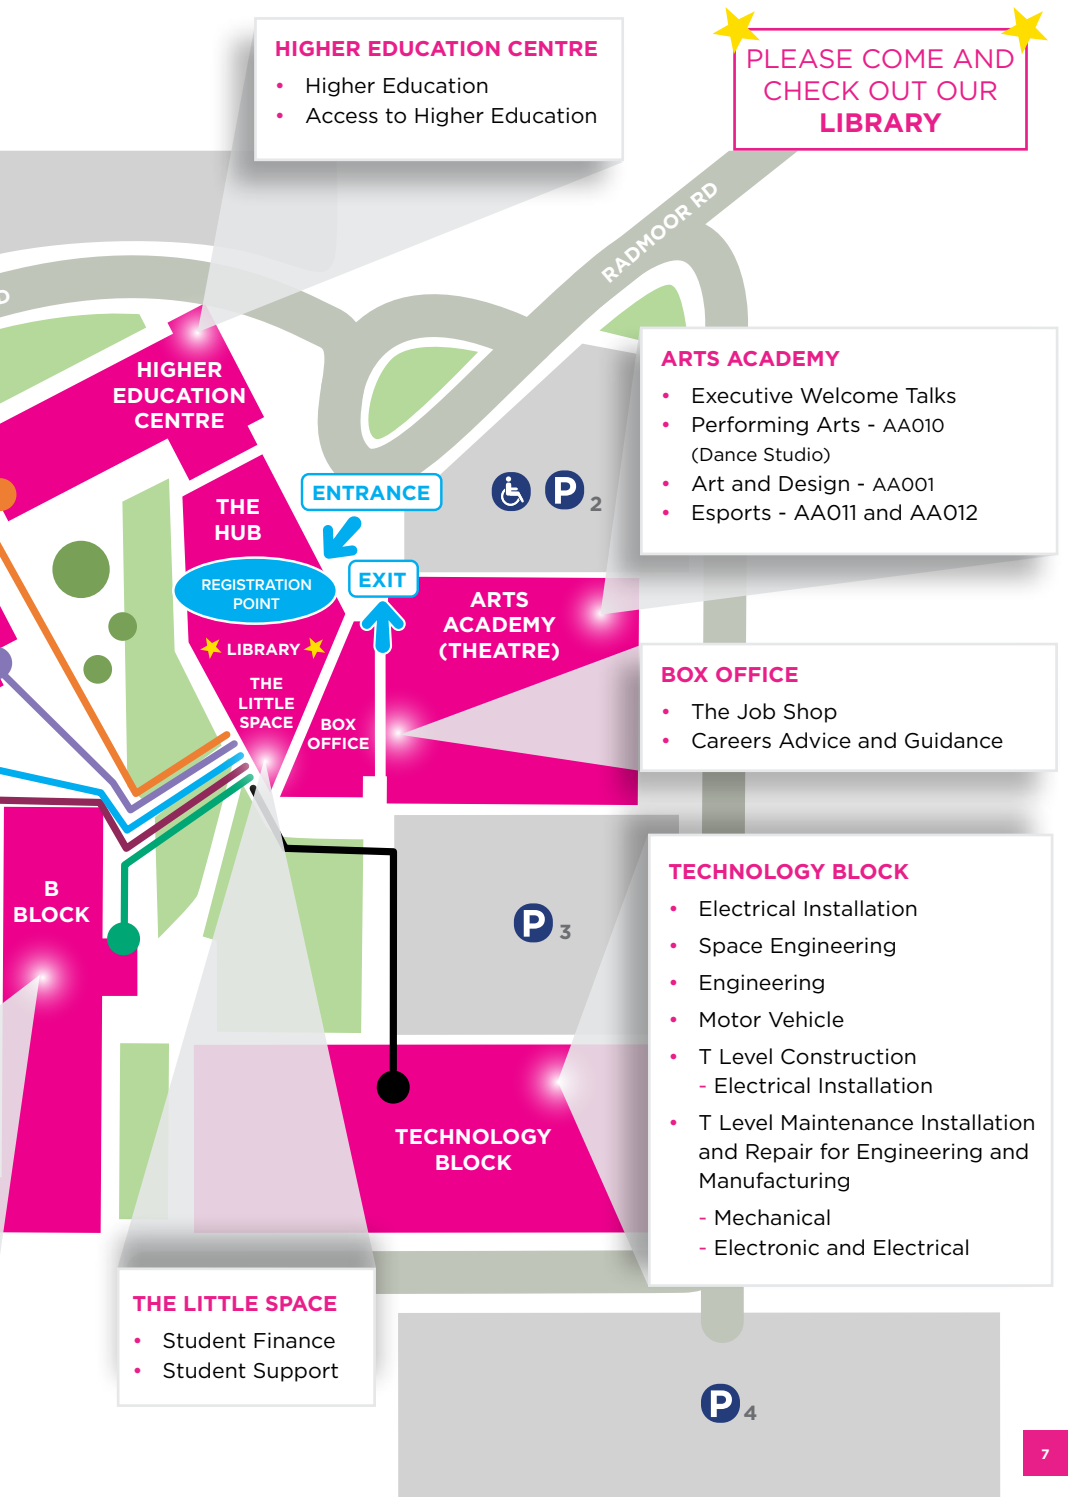 HIGHER EDUCATION CENTRE
• Higher Education
• Access to Higher Education
PLEASE COME AND
CHECK OUT OUR
LIBRARY
RADMOOR RD
D
HIGHER
EDUCATION
CENTRE
ARTS ACADEMY
• Executive Welcome Talks
• Performing Arts - AA010
(Dance Studio)
• Art and Design - AA001
• Esports - AA011 and AA012
ENTRANCE
P 2
THE
HUB
EXIT
REGISTRATION
POINT
ARTS
ACADEMY
(THEATRE)
LIBRARY
THE
LITTLE
SPACE
BOX
OFFICE
BOX OFFICE
• The Job Shop
• Careers Advice and Guidance
B
BLOCK
P 3
TECHNOLOGY BLOCK
• Electrical Installation
• Space Engineering
• Engineering
• Motor Vehicle
• T Level Construction
- Electrical Installation
• T Level Maintenance Installation
and Repair for Engineering and
Manufacturing
- Mechanical
- Electronic and Electrical
TECHNOLOGY
BLOCK
THE LITTLE SPACE
• Student Finance
• Student Support
P 4
7